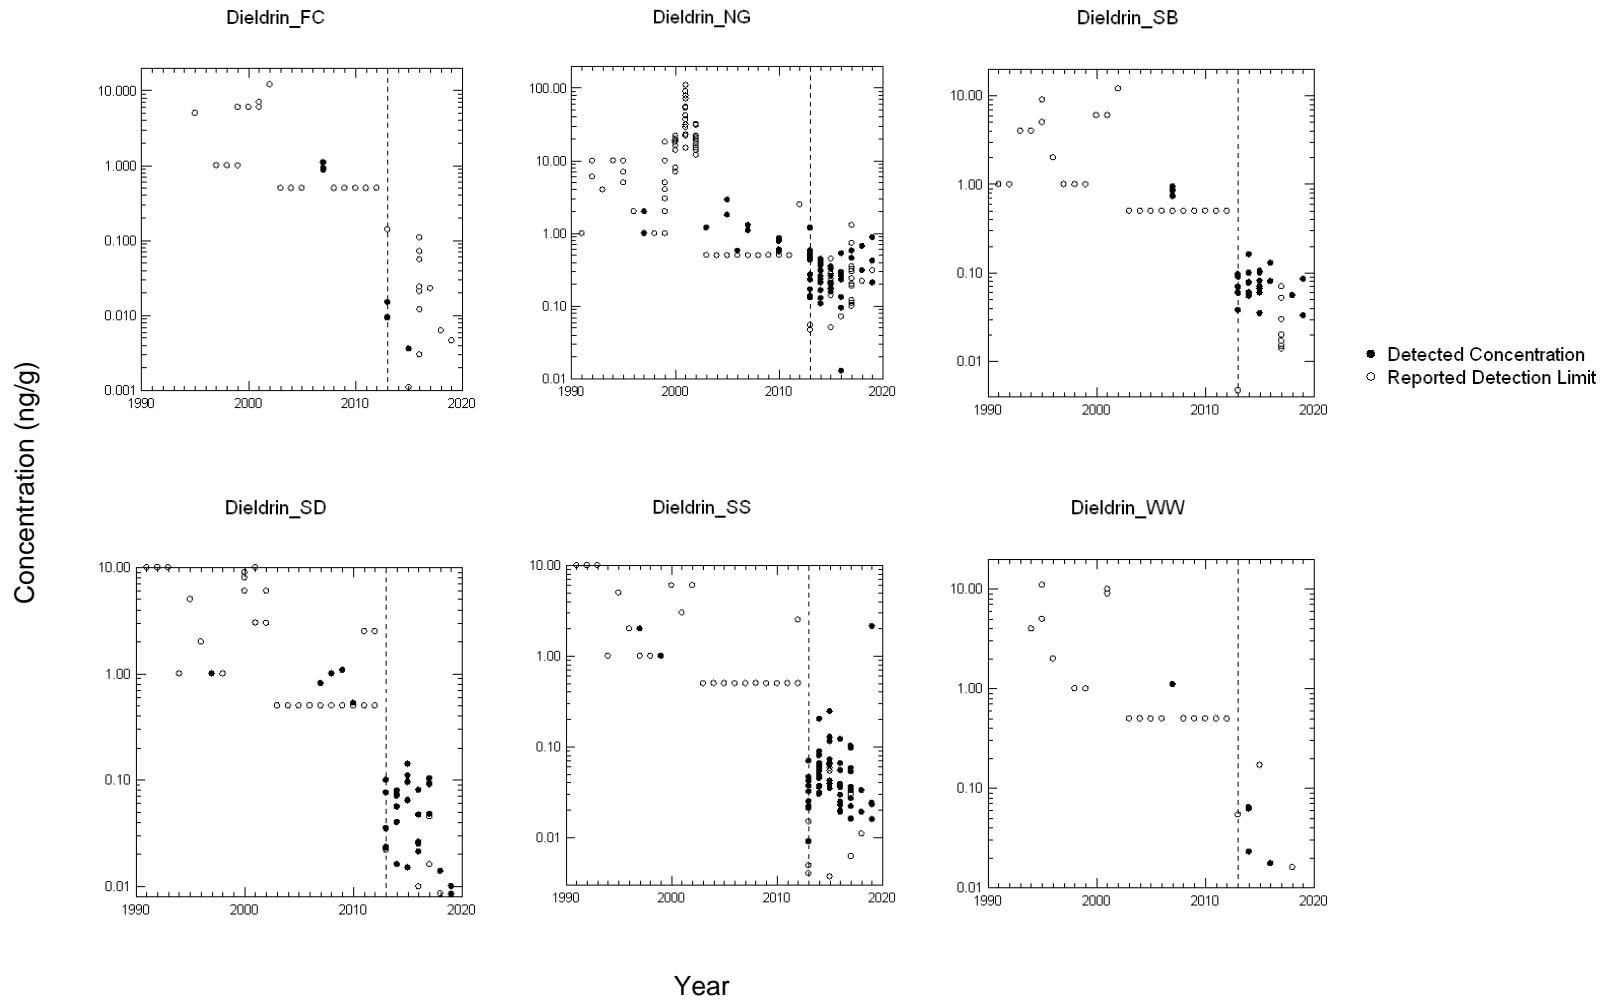 Dieldrin_FC
Dieldrin_NG
Dieldrin_SB
10.000
1.000
0.100
0.010
0.001
1990 2000 2010 2020
100.00
10.00
1.00
0.10
0.01
1990 2000 2010 2020
10.00
1.00
0.10
0.01
1990 2000 2010 2020
Detected Concentration
Reported Detection Limit
Concentration (ng/g)
Dieldrin_SD
Dieldrin_SS
Dieldrin_WW
10.00
1.00
0.10
0.01
1990 2000 2010 2020
10.00
1.00
0.10
0.01
1990 2000 2010 2020
10.00
1.00
0.10
0.01
1990 2000 2010 2020
Year